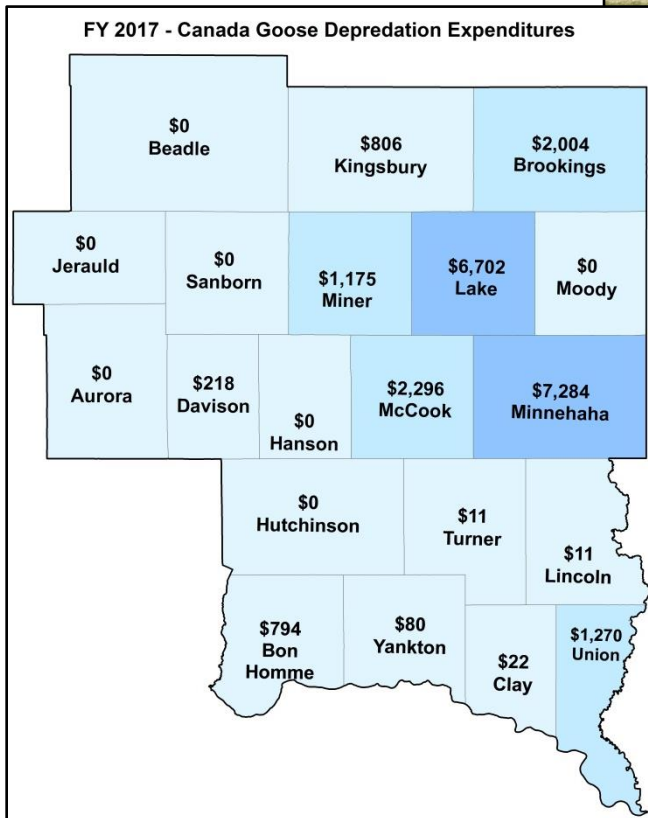 FY 2017 - Canada Goose Depredation Expenditures
$0
Beadle
$806
Kingsbury
$2,004
Brookings
$0
Jerauld
$0
Sanborn
$1,175
Miner
$6,702
Lake
$0
Moody
$0
Aurora
$218
Davison
$0
Hanson
$2,296
McCook
$7,284
Minnehaha
$0
Hutchinson
$11
Turner
$11
Lincoln
$794
Bon
Homme
$80
Yankton
$22
Clay
$1,270
Union